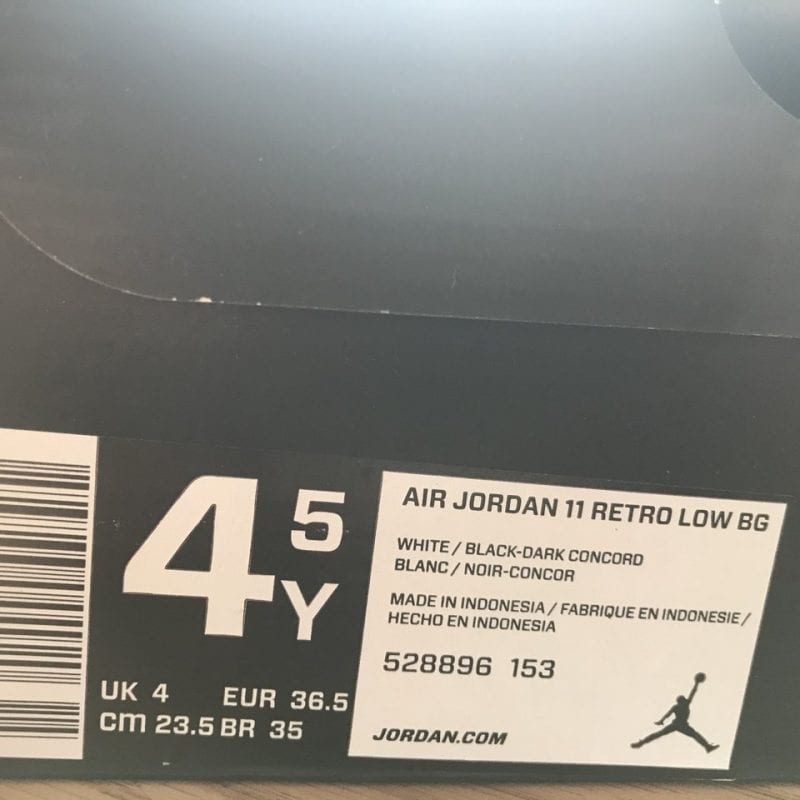 4 5
Y
UK 4 EUR 36.5
cm 23.5 BR 35
AIR JORDAN 11 RETRO LOW BG
WHITE / BLACK-DARK CONCORD
BLANC / NOIR-CONCOR
MADE IN INDONESIA / FABRIQUE EN INDONESIE /
HECHO EN INDONESIA
528896 153
JORDAN.COM